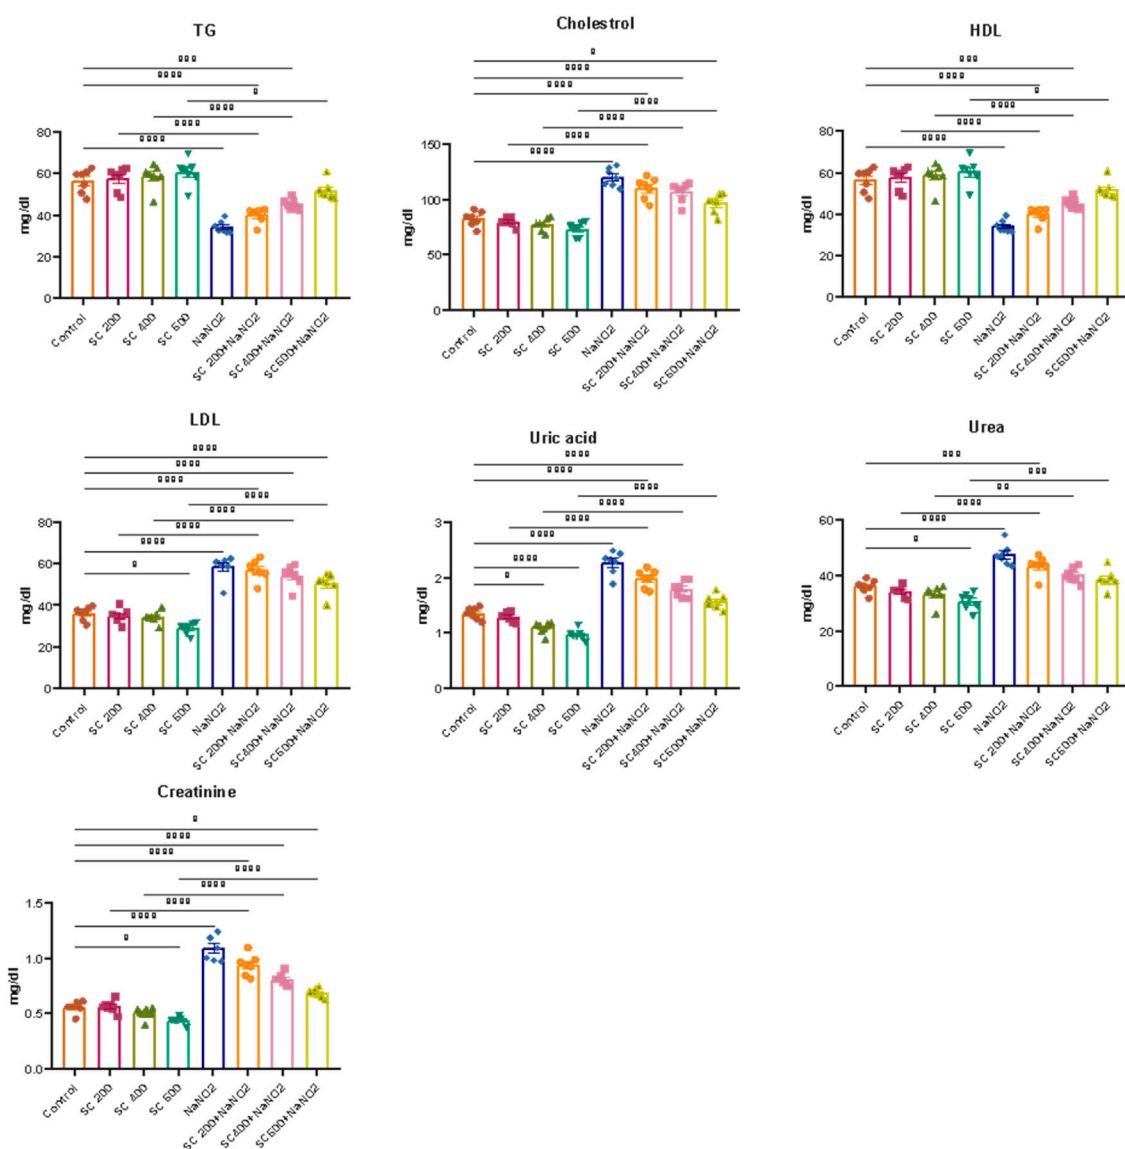 TG
mg/dl
80
60
40
20
0
Control
SC 200
SC 400
SC 600
NaNO2
SC 200+NaNO2
SC400+NaNO2
SC600+NaNO2
Cholestrol
mg/dl
150
100
50
0
Control
SC 200
SC 400
SC 600
NaNO2
SC 200+NaNO2
SC400+NaNO2
SC600+NaNO2
HDL
mg/dl
80
60
40
20
0
Control
SC 200
SC 400
SC 600
NaNO2
SC 200+NaNO2
SC400+NaNO2
SC600+NaNO2
LDL
mg/dl
80
60
40
20
0
Control
SC 200
SC 400
SC 600
NaNO2
SC 200+NaNO2
SC400+NaNO2
SC600+NaNO2
Uric acid
mg/dl
3
2
1
0
Control
SC 200
SC 400
SC 600
NaNO2
SC 200+NaNO2
SC400+NaNO2
SC600+NaNO2
Urea
mg/dl
60
40
20
0
Control
SC 200
SC 400
SC 600
NaNO2
SC 200+NaNO2
SC400+NaNO2
SC600+NaNO2
Creatinine
mg/dl
1.5
1.0
0.5
0.0
Control
SC 200
SC 400
SC 600
NaNO2
SC 200+NaNO2
SC400+NaNO2
SC600+NaNO2